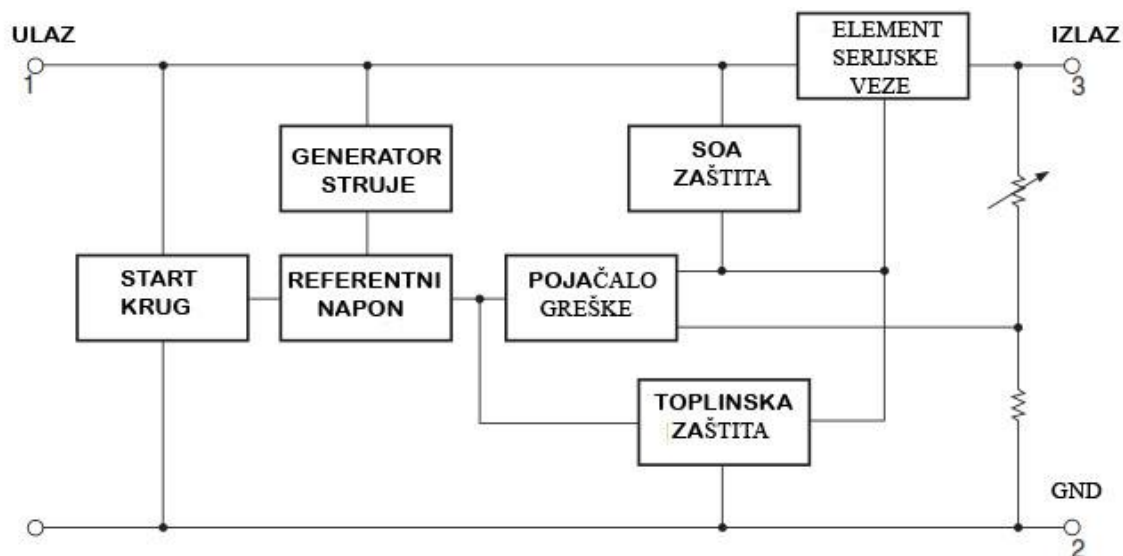 ULAZ
1
ELEMENT
SERIJSKE
VEZE
IZLAZ
3
GENERATOR
STRUJE
SOA
ZAŠTITA
START
KRUG
REFERENTNI
NAPON
POJAČALO
GREŠKE
TOPLINSKA
ZAŠTITA
GND
2